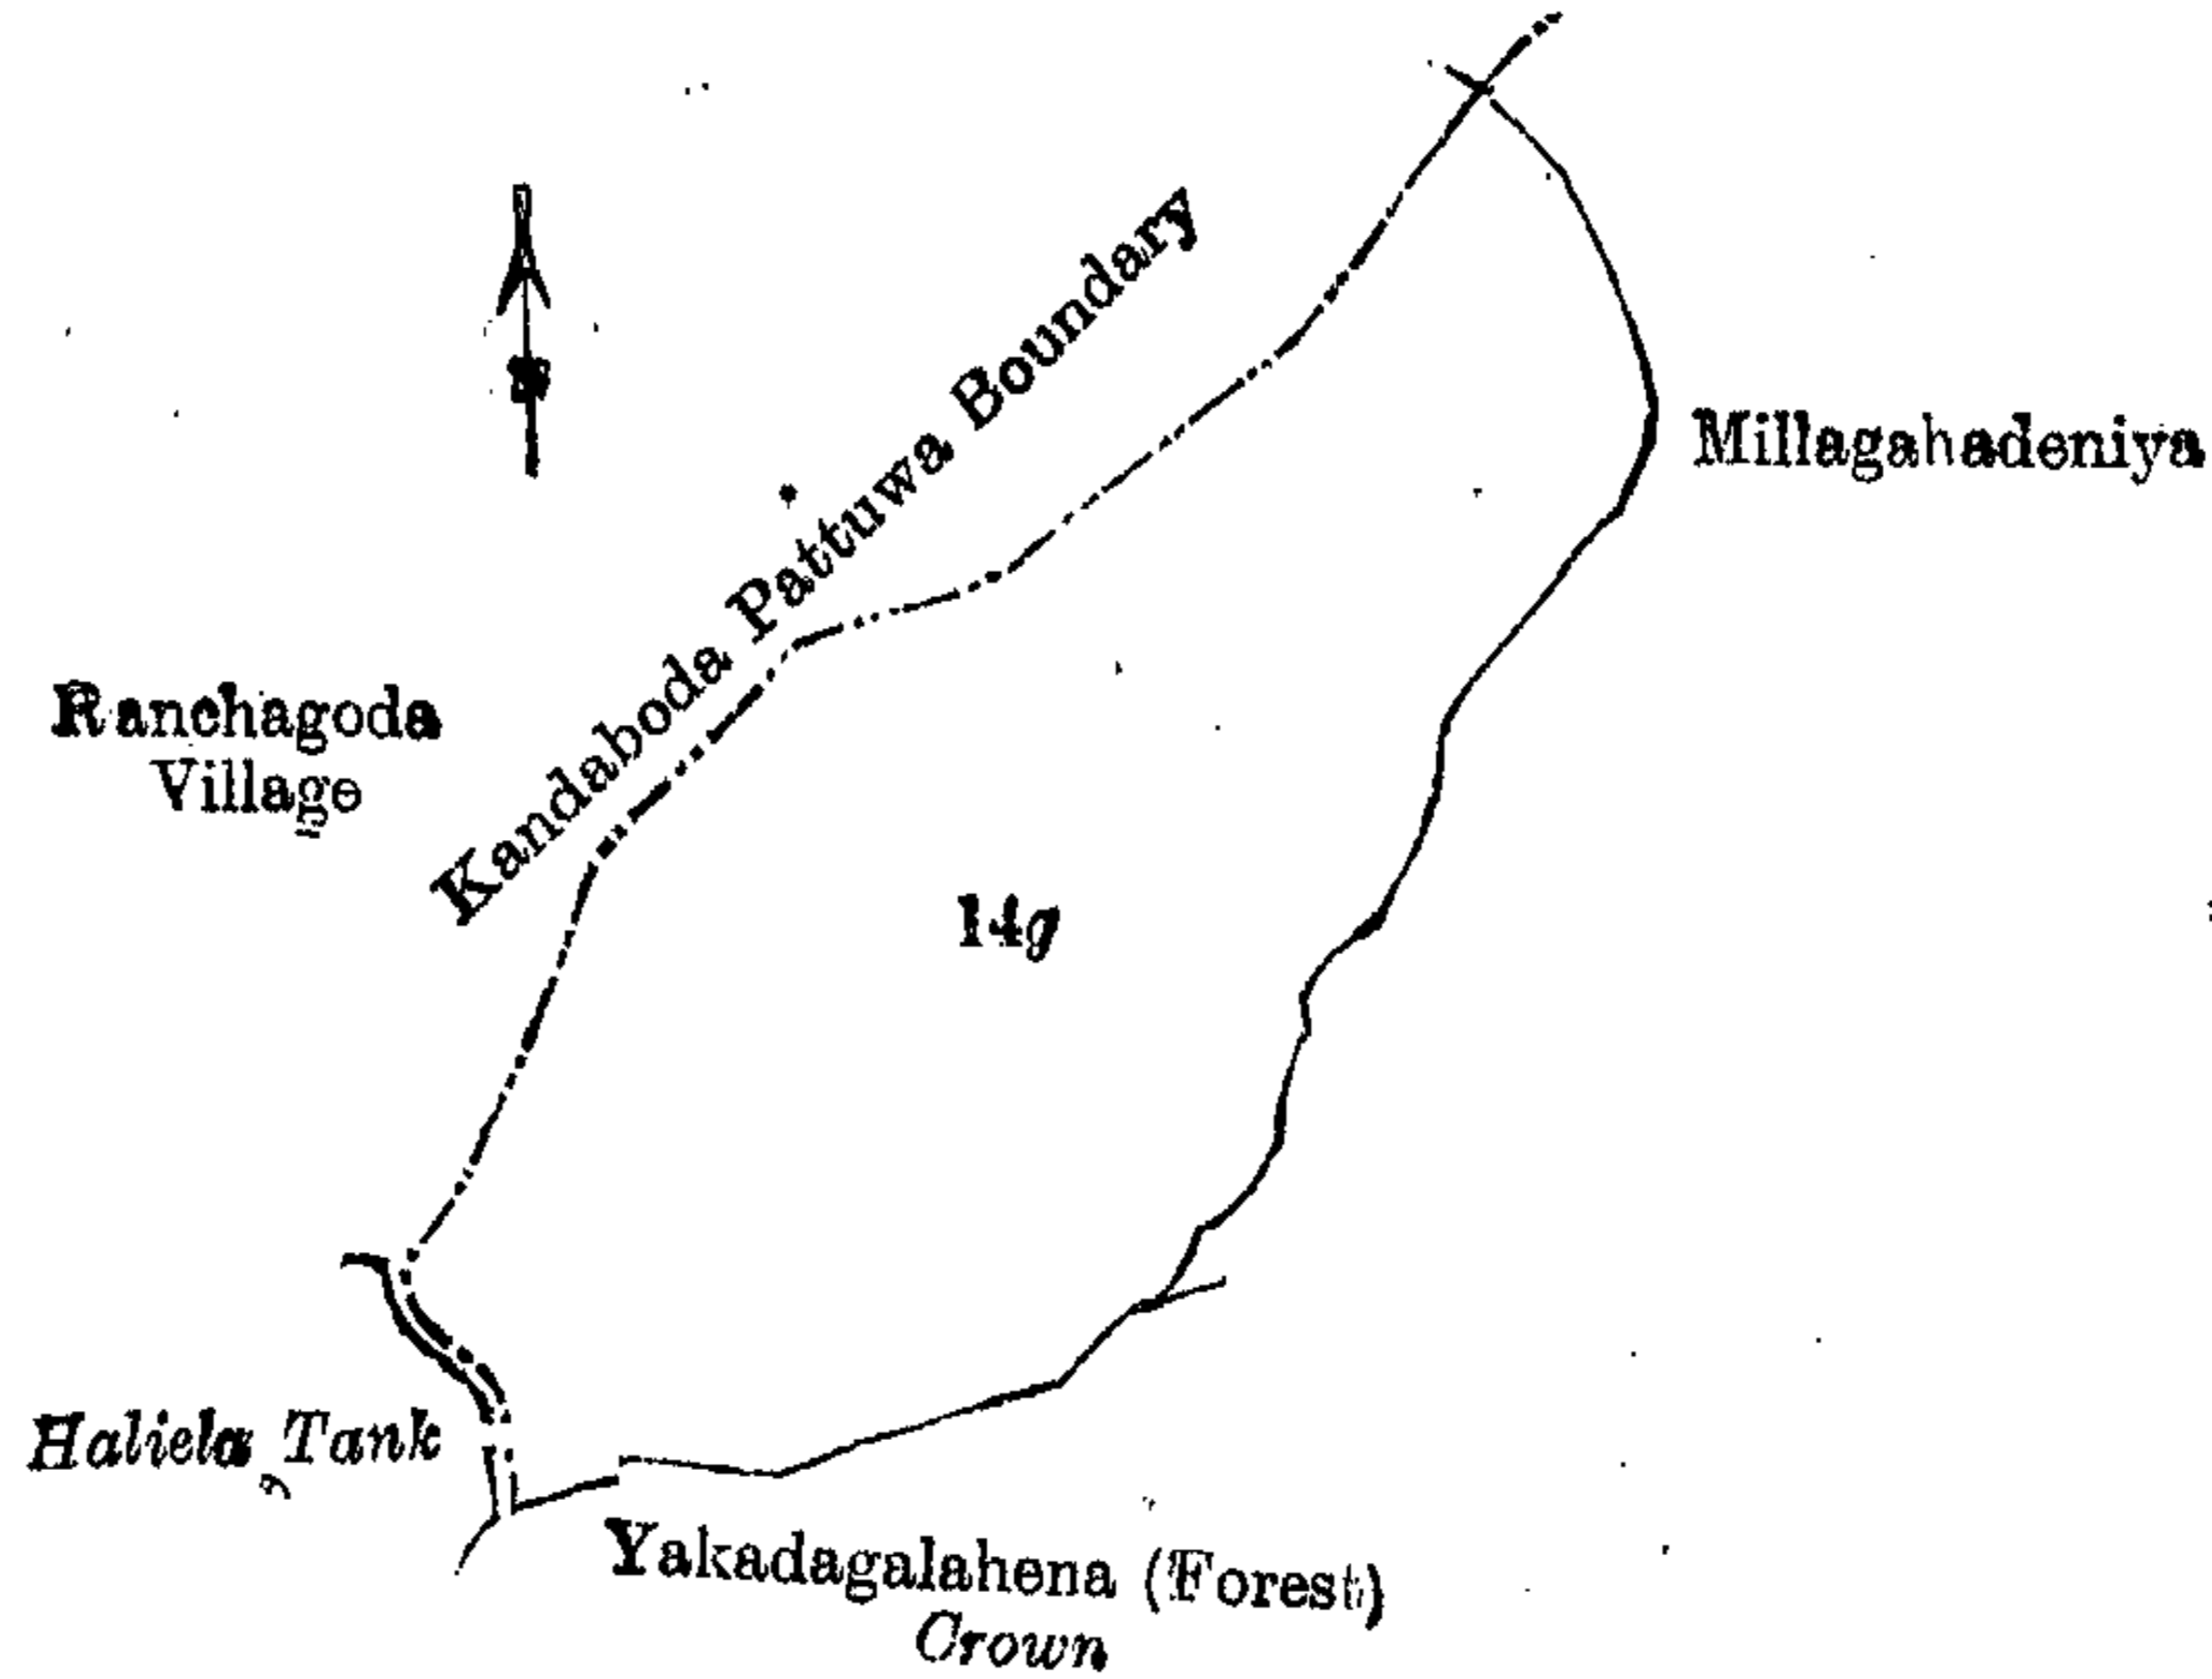 Kandaboda Pattuwa Boundary
Millagahadeniya
Ranchagoda
Village
14g
Haliela Tank
Yakadagalahena (Forest)
Crown